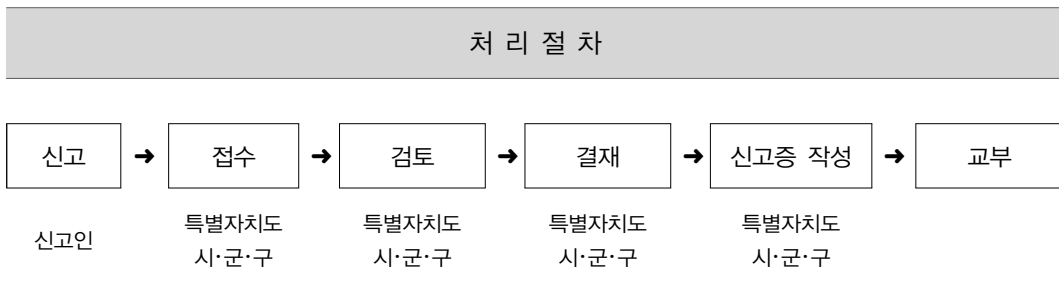 처 리 절 차
신고 ➜ 접수 ➜ 검토 ➜ 결재 ➜ 신고증 작성 ➜ 교부
신고인 특별자치도 특별자치도 특별자치도 특별자치도
시·군·구 시·군·구 시·군·구 시·군·구